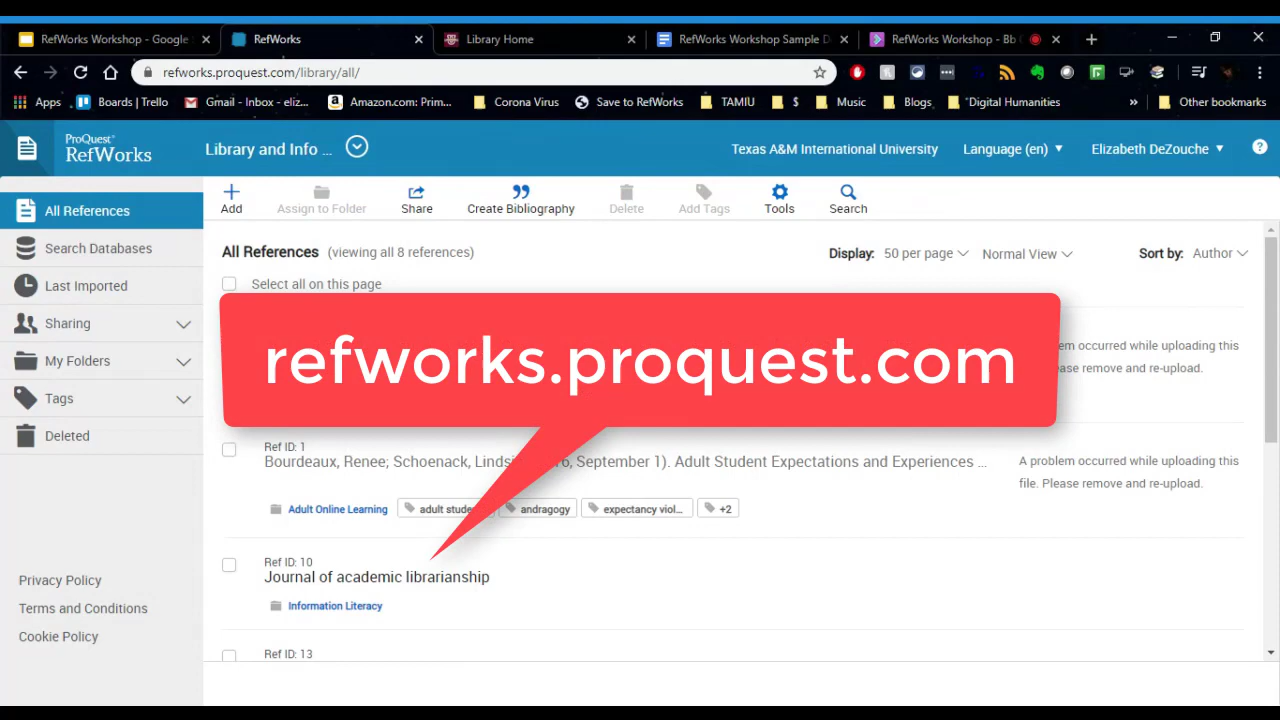 RefWorks Workshop - Google
RefWorks
Library Home
RefWorks Workshop Sample D
RefWorks Workshop - Bb
refworks.proquest.com/library/all/
Apps
Boards | Trello
Gmail - Inbox - eliz...
Amazon.com: Prim...
Corona Virus
Save to RefWorks
TAMIU
$
Music
Blogs
"Digital Humanities
»
Other bookmarks
ProQuest®
RefWorks
Library and Info ...
Texas A&M International University
Language (en)
Elizabeth DeZouche
?
All References
Search Databases
Last Imported
Sharing
My Folders
Tags
Deleted
Privacy Policy
Terms and Conditions
Cookie Policy
Add
Assign to Folder
Share
Create Bibliography
Delete
Add Tags
Tools
Search
All References (viewing all 8 references)
Display: 50 per page Normal View
Sort by: Author
Select all on this page
refworks.proquest.com
occurred while uploading this
remove and re-upload.
Ref ID: 1
Bourdeaux, Renee; Schoenack, September 1). Adult Student Expectations and Experiences ...
A problem occurred while uploading this
file. Please remove and re-upload.
Adult Online Learning
adult
andragogy
expectancy viol...
+2
Ref ID: 10
Journal of academic librarianship
Information Literacy
Ref ID: 13